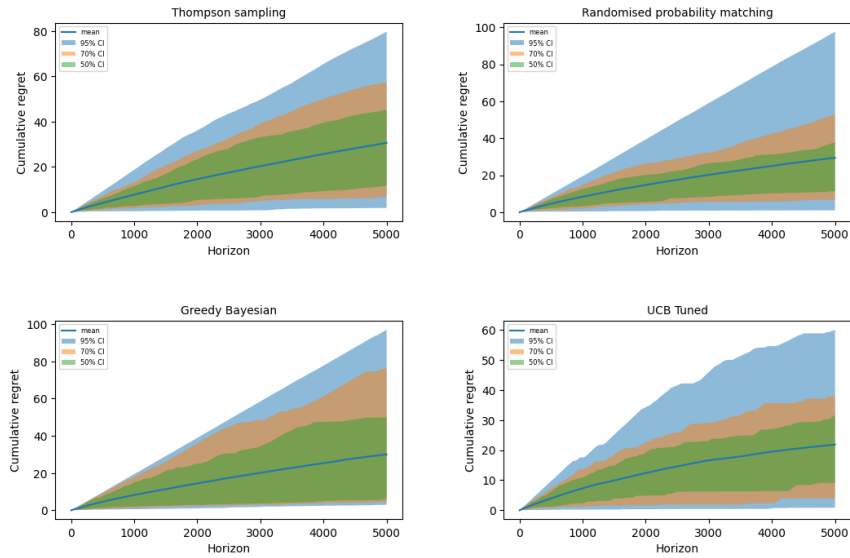 Thompson sampling
80
60
40
20
0
Cumulative regret
mean
95% CI
70% CI
50% CI
0 1000 2000 3000 4000 5000
Horizon
Randomised probability matching
100
80
60
40
20
0
Cumulative regret
mean
95% CI
70% CI
50% CI
0 1000 2000 3000 4000 5000
Horizon
Greedy Bayesian
100
80
60
40
20
0
Cumulative regret
mean
95% CI
70% CI
50% CI
0 1000 2000 3000 4000 5000
Horizon
UCB Tuned
60
50
40
30
20
10
0
Cumulative regret
mean
95% CI
70% CI
50% CI
0 1000 2000 3000 4000 5000
Horizon